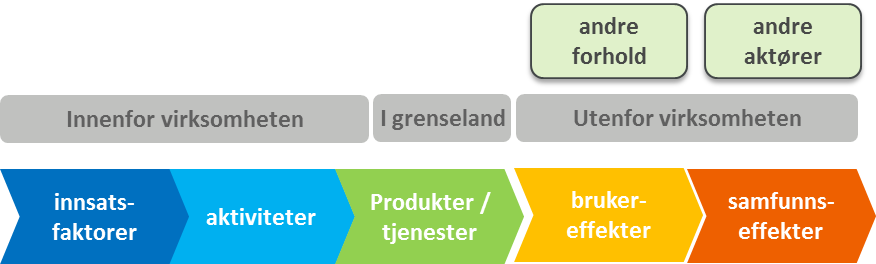 andre
forhold
andre
aktører
Innenfor virksomheten
I grenseland
Utenfor virksomheten
innsats-
faktorer
aktiviteter
Produkter /
tjenester
bruker-
effekter
samfunns-
effekter